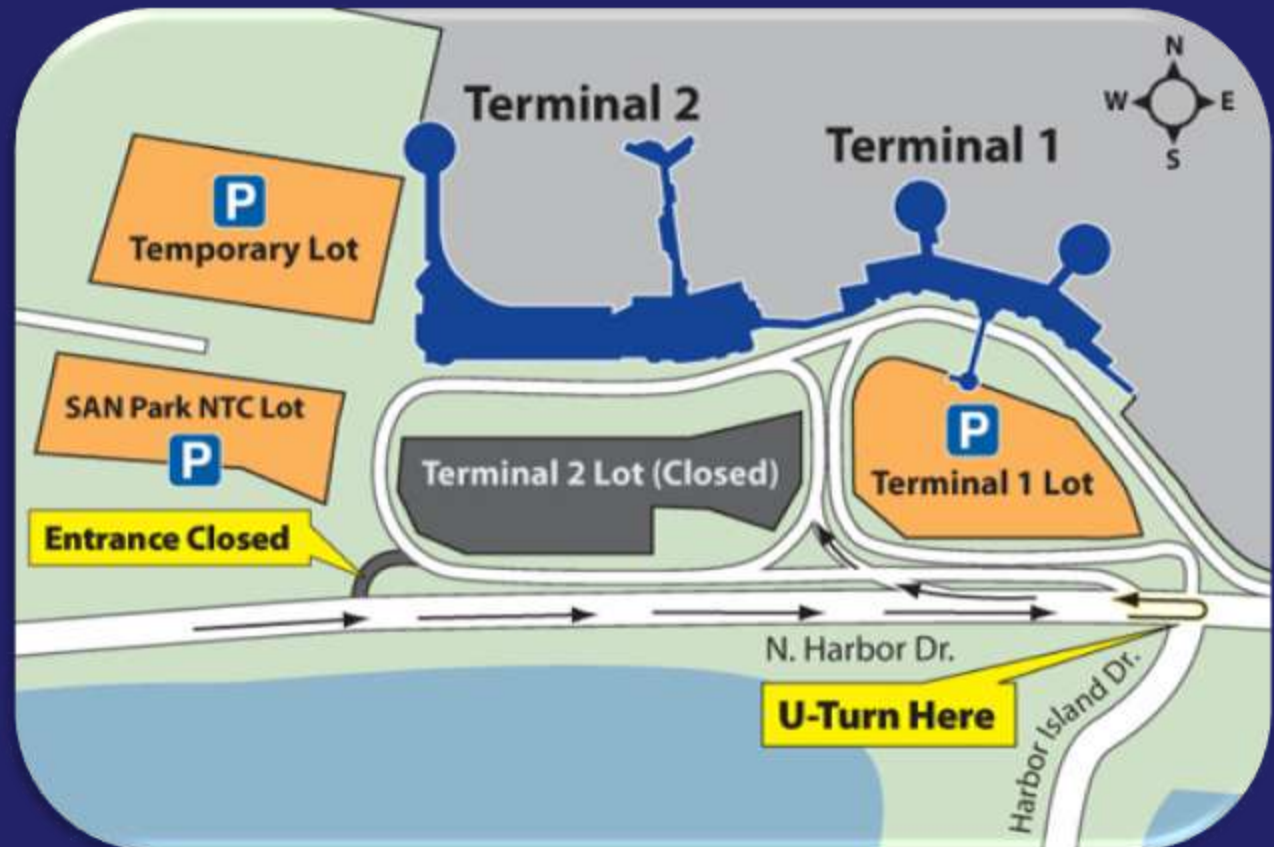 N
W E
S
Terminal 2
Terminal 1
P
Temporary Lot
SAN Park NTC Lot
P
Terminal 2 Lot (Closed)
P
Terminal 1 Lot
Entrance Closed
N. Harbor Dr.
U-Turn Here
Harbor Island Dr.